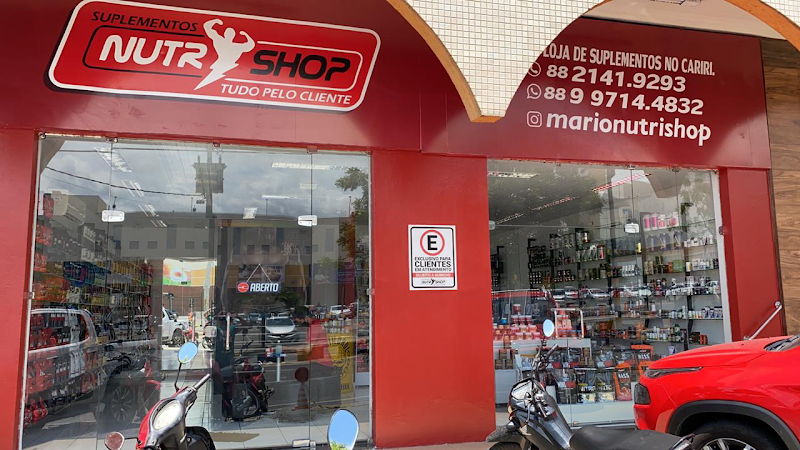 SUPLEMENTOS
NUTR SHOP
TUDO PELO CLIENTE
LOJA DE SUPLEMENTOS NO CARIRI.
88 2141.9293
88 9 9714.4832
marionutrishop
E
EXCLUSIVO PARA
CLIENTES
EM ATENDIMENTO
ABERTO